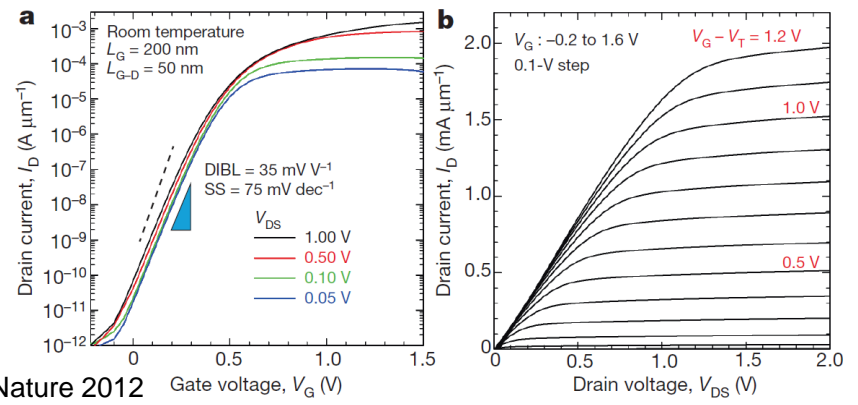 a
Drain current, I_D (A μm⁻¹)
10⁻³
10⁻⁴
10⁻⁵
10⁻⁶
10⁻⁷
10⁻⁸
10⁻⁹
10⁻¹⁰
10⁻¹¹
10⁻¹²
Room temperature
L_G = 200 nm
L_G–D = 50 nm
DIBL = 35 mV V⁻¹
SS = 75 mV dec⁻¹
V_DS
1.00 V
0.50 V
0.10 V
0.05 V
0 0.5 1.0 1.5
Gate voltage, V_G (V)
Nature 2012
b
Drain current, I_D (mA μm⁻¹)
2.0
1.5
1.0
0.5
0
V_G : –0.2 to 1.6 V
0.1-V step
V_G – V_T = 1.2 V
1.0 V
0.5 V
0 0.5 1.0 1.5 2.0
Drain voltage, V_DS (V)